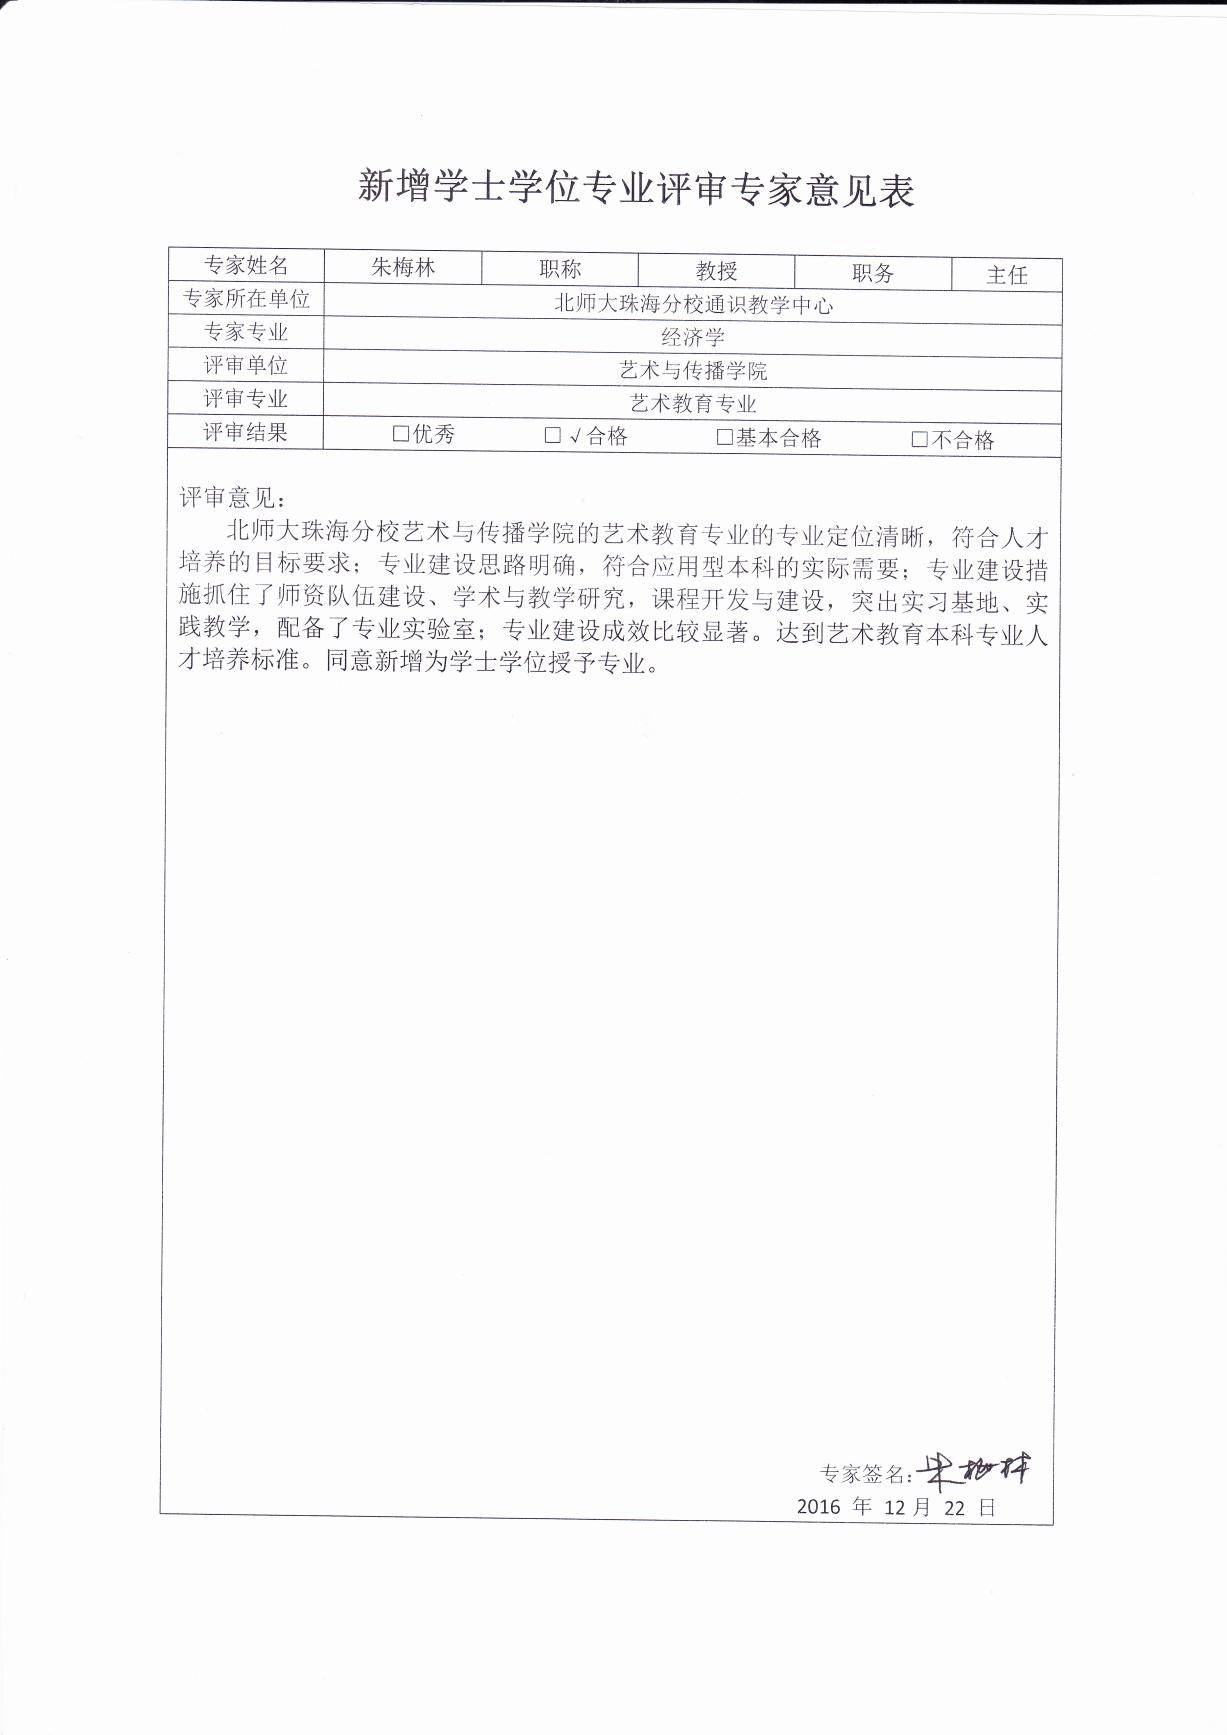 新增学士学位专业评审专家意见表
专家姓名 朱梅林 职称 教授 职务 主任
专家所在单位 北师大珠海分校通识教学中心
专家专业 经济学
评审单位 艺术与传播学院
评审专业 艺术教育专业
评审结果 □优秀 □√合格 □基本合格 □不合格
评审意见：
北师大珠海分校艺术与传播学院的艺术教育专业的专业定位清晰，符合人才
培养的目标要求；专业建设思路明确，符合应用型本科的实际需要；专业建设措
施抓住了师资队伍建设、学术与教学研究，课程开发与建设，突出实习基地、实
践教学，配备了专业实验室；专业建设成效比较显著。达到艺术教育本科专业人
才培养标准。同意新增为学士学位授予专业。
专家签名：朱梅林
2016 年 12 月 22 日